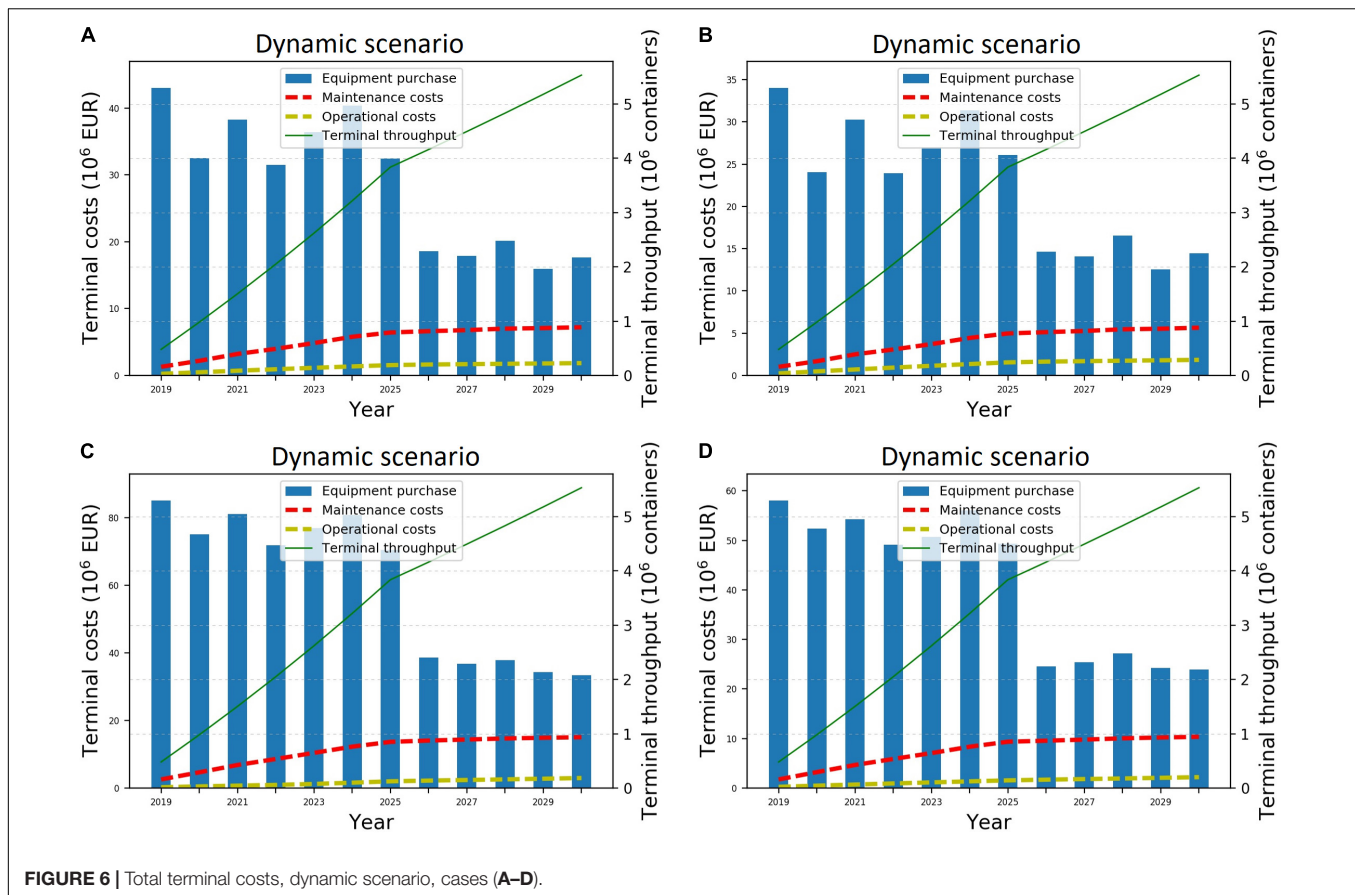 A
Dynamic scenario
Equipment purchase
Maintenance costs
Operational costs
Terminal throughput
Terminal costs (10⁶ EUR)
40
30
20
10
0
Terminal throughput (10⁶ containers)
5
4
3
2
1
0
2019 2021 2023 2025 2027 2029
Year
B
Dynamic scenario
Equipment purchase
Maintenance costs
Operational costs
Terminal throughput
Terminal costs (10⁶ EUR)
35
30
25
20
15
10
5
0
Terminal throughput (10⁶ containers)
5
4
3
2
1
0
2019 2021 2023 2025 2027 2029
Year
C
Dynamic scenario
Equipment purchase
Maintenance costs
Operational costs
Terminal throughput
Terminal costs (10⁶ EUR)
80
60
40
20
0
Terminal throughput (10⁶ containers)
5
4
3
2
1
0
2019 2021 2023 2025 2027 2029
Year
D
Dynamic scenario
Equipment purchase
Maintenance costs
Operational costs
Terminal throughput
Terminal costs (10⁶ EUR)
60
50
40
30
20
10
0
Terminal throughput (10⁶ containers)
5
4
3
2
1
0
2019 2021 2023 2025 2027 2029
Year
FIGURE 6 | Total terminal costs, dynamic scenario, cases (A–D).